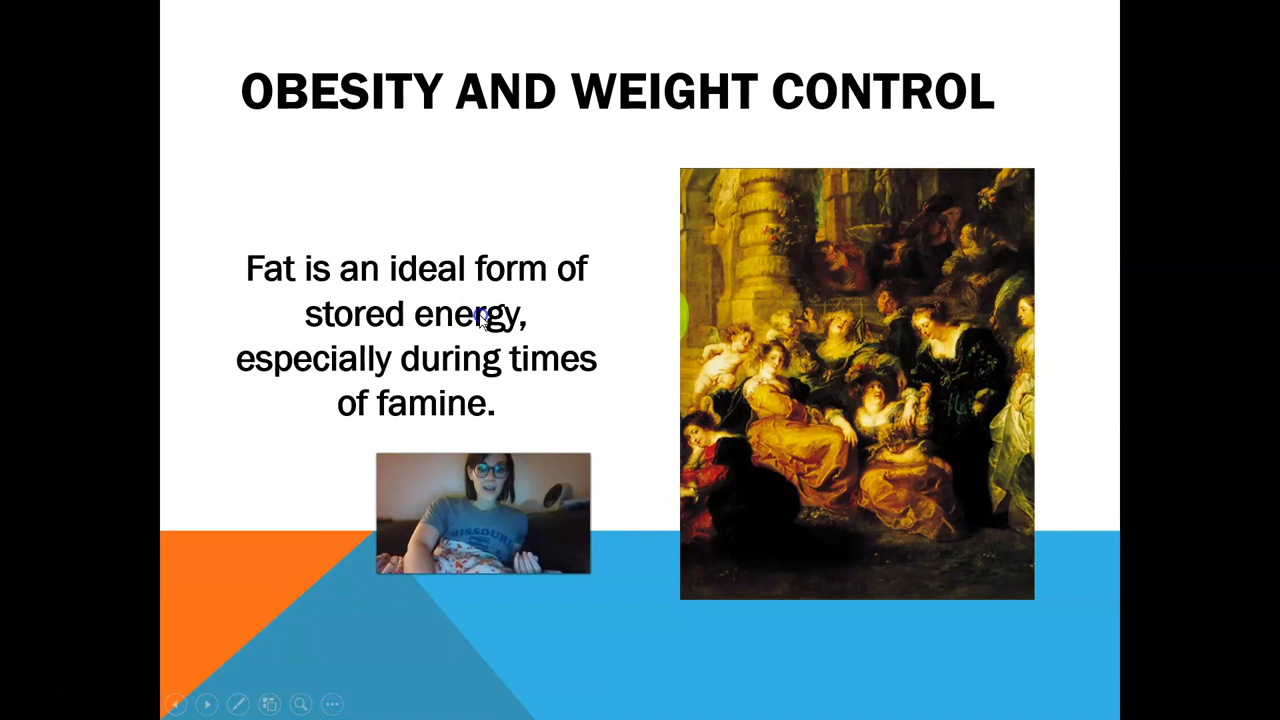 OBESITY AND WEIGHT CONTROL
Fat is an ideal form of
stored energy,
especially during times
of famine.
MISSOURI